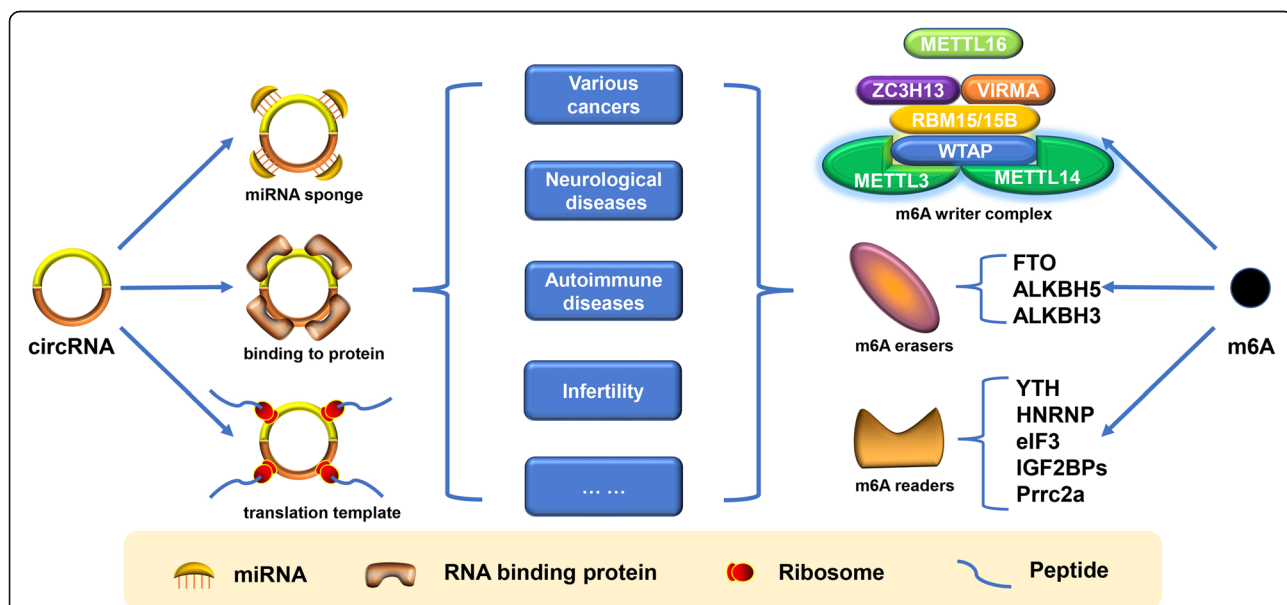 circRNA
miRNA sponge
binding to protein
translation template
Various
cancers
Neurological
diseases
Autoimmune
diseases
Infertility
... ...
METTL16
ZC3H13
VIRMA
RBM15/15B
WTAP
METTL3
METTL14
m6A writer complex
m6A erasers
FTO
ALKBH5
ALKBH3
m6A readers
YTH
HNRNP
eIF3
IGF2BPs
Prrc2a
m6A
miRNA
RNA binding protein
Ribosome
Peptide